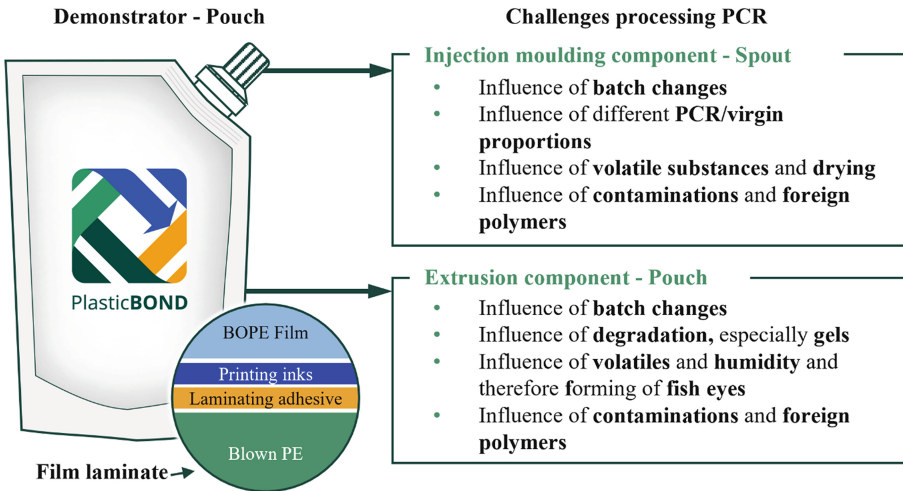 Demonstrator - Pouch
PlasticBOND
BOPE Film
Printing inks
Laminating adhesive
Blown PE
Film laminate
Challenges processing PCR
Injection moulding component - Spout
• Influence of batch changes
• Influence of different PCR/virgin
proportions
• Influence of volatile substances and drying
• Influence of contaminations and foreign
polymers
Extrusion component - Pouch
• Influence of batch changes
• Influence of degradation, especially gels
• Influence of volatiles and humidity and
therefore forming of fish eyes
• Influence of contaminations and foreign
polymers